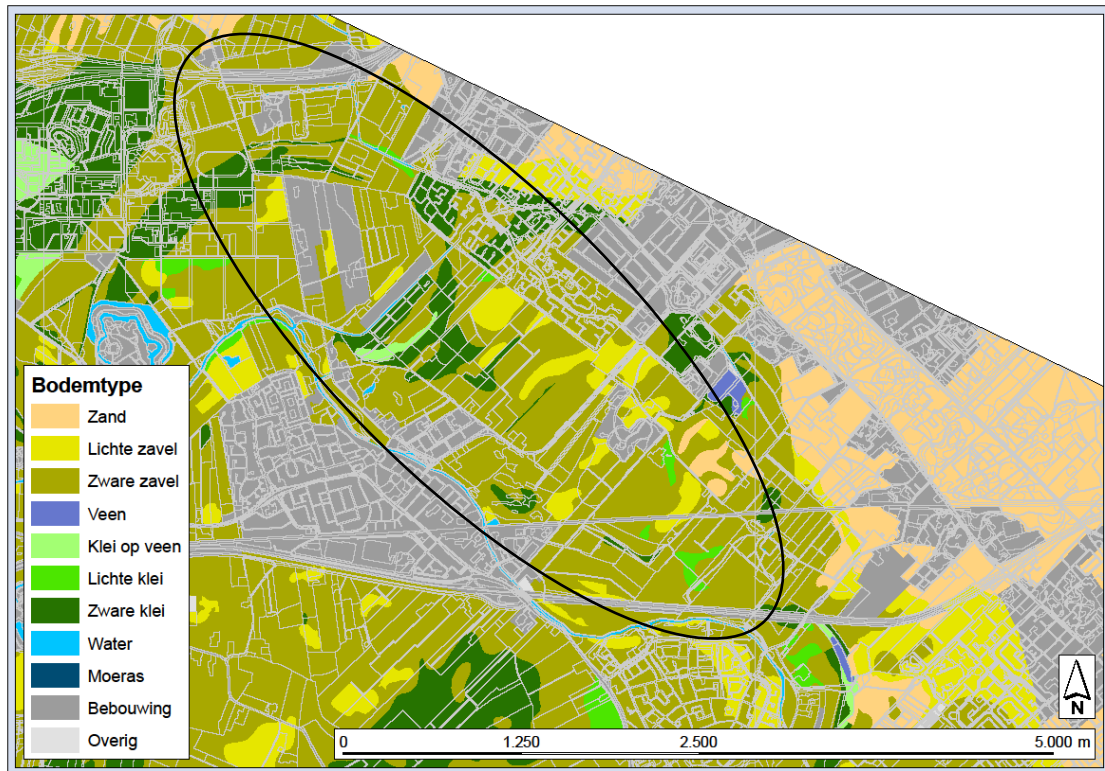 Bodemtype
Zand
Lichte zavel
Zware zavel
Veen
Klei op veen
Lichte klei
Zware klei
Water
Moeras
Bebouwing
Overig
0 1.250 2.500 5.000 m
N